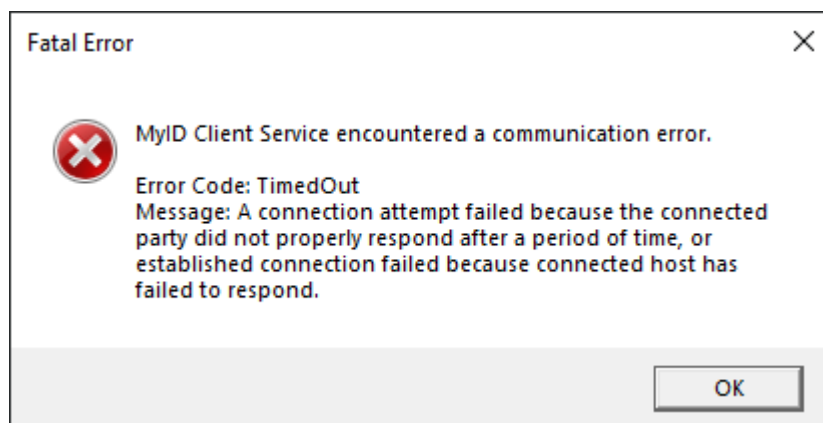 Fatal Error
MyID Client Service encountered a communication error.
Error Code: TimedOut
Message: A connection attempt failed because the connected
party did not properly respond after a period of time, or
established connection failed because connected host has
failed to respond.
OK